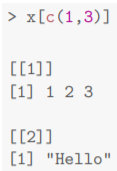 > x[c(1,3)]
[[1]]
[1] 1 2 3
[[2]]
[1] "Hello"